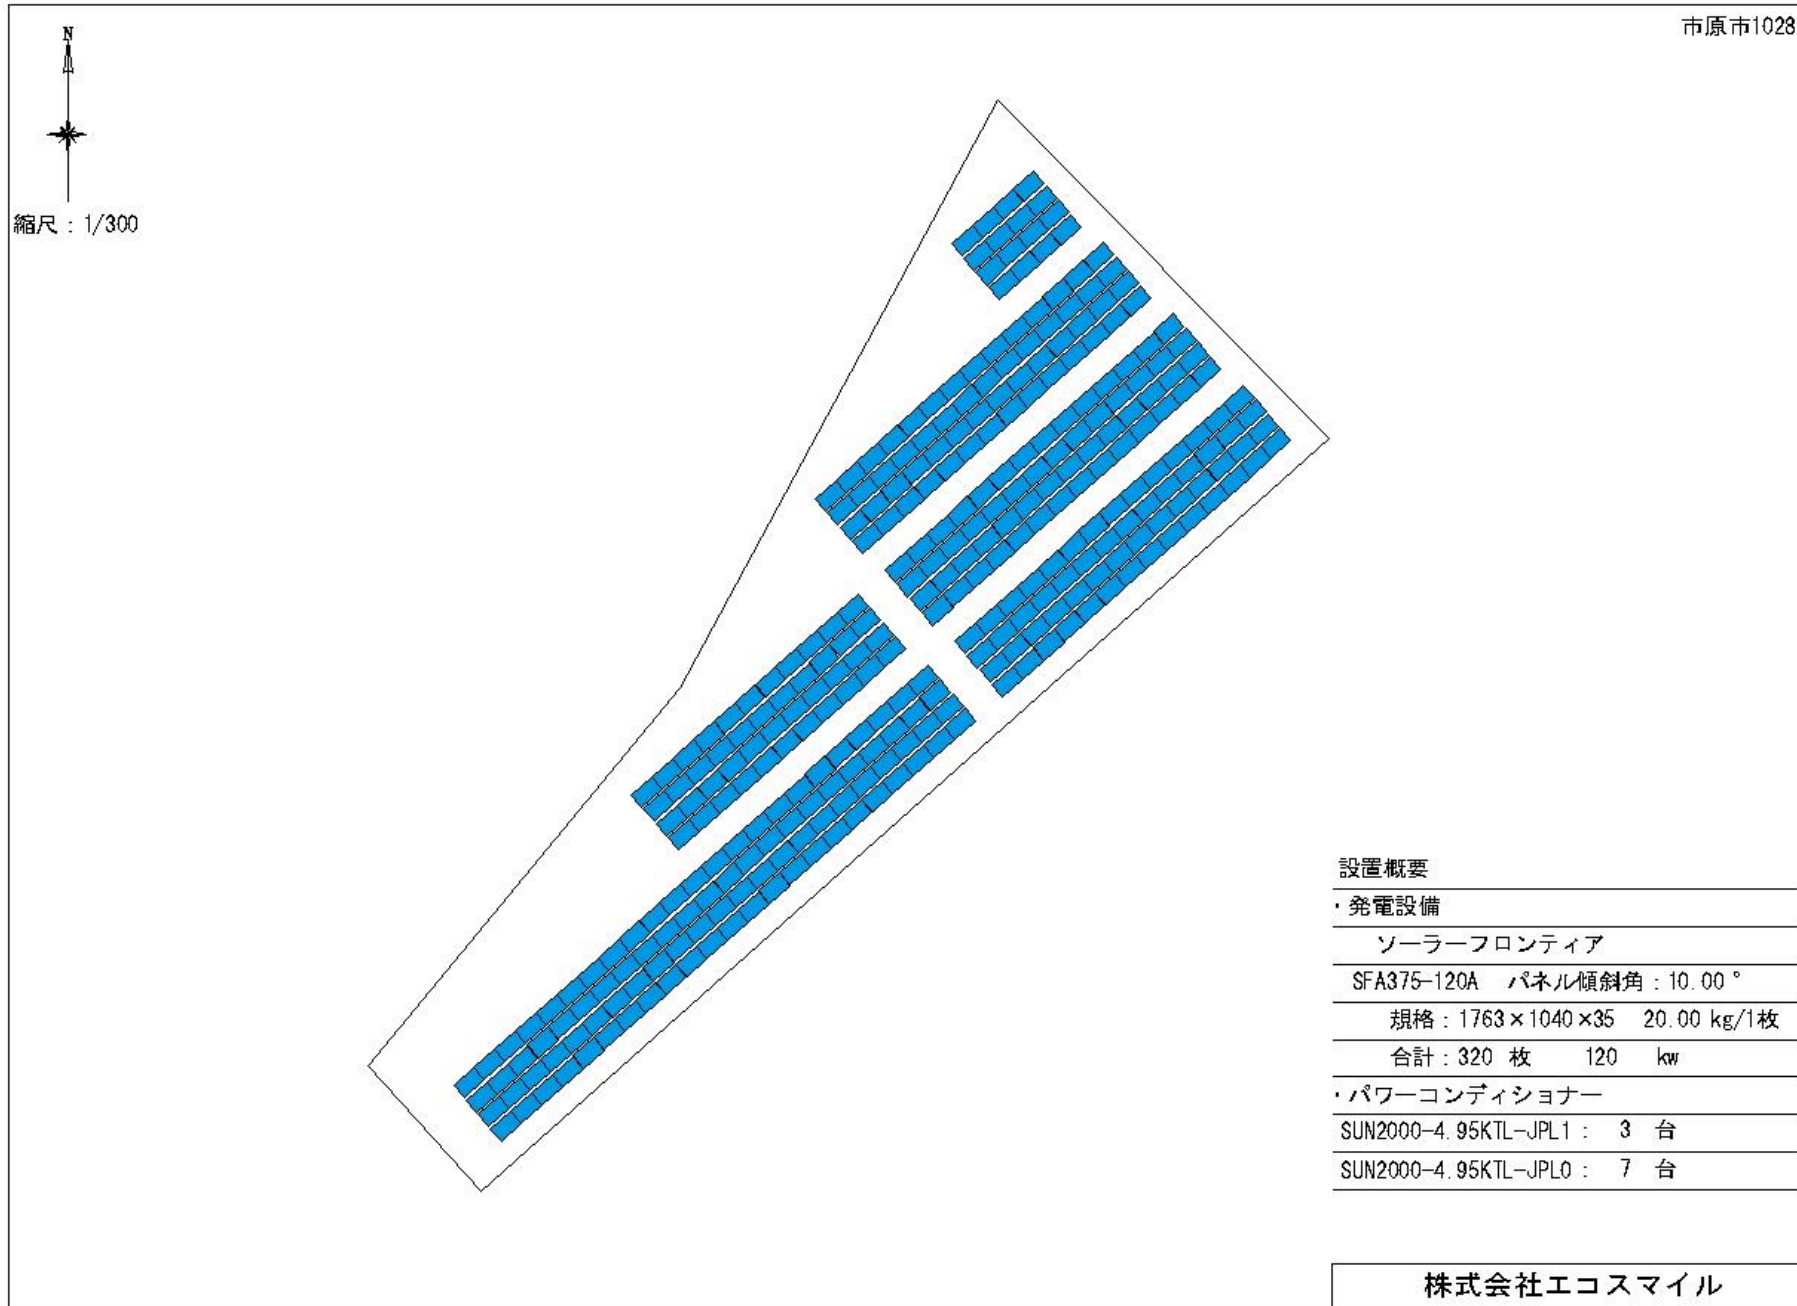 市原市1028
N
縮尺：1/300
設置概要
・発電設備
ソーラーフロンティア
SFA375-120A パネル傾斜角：10.00°
規格：1763×1040×35 20.00 kg/1枚
合計：320 枚 120 kw
・パワーコンディショナー
SUN2000-4.95KTL-JPL1： 3 台
SUN2000-4.95KTL-JPL0： 7 台
株式会社エコスマイル